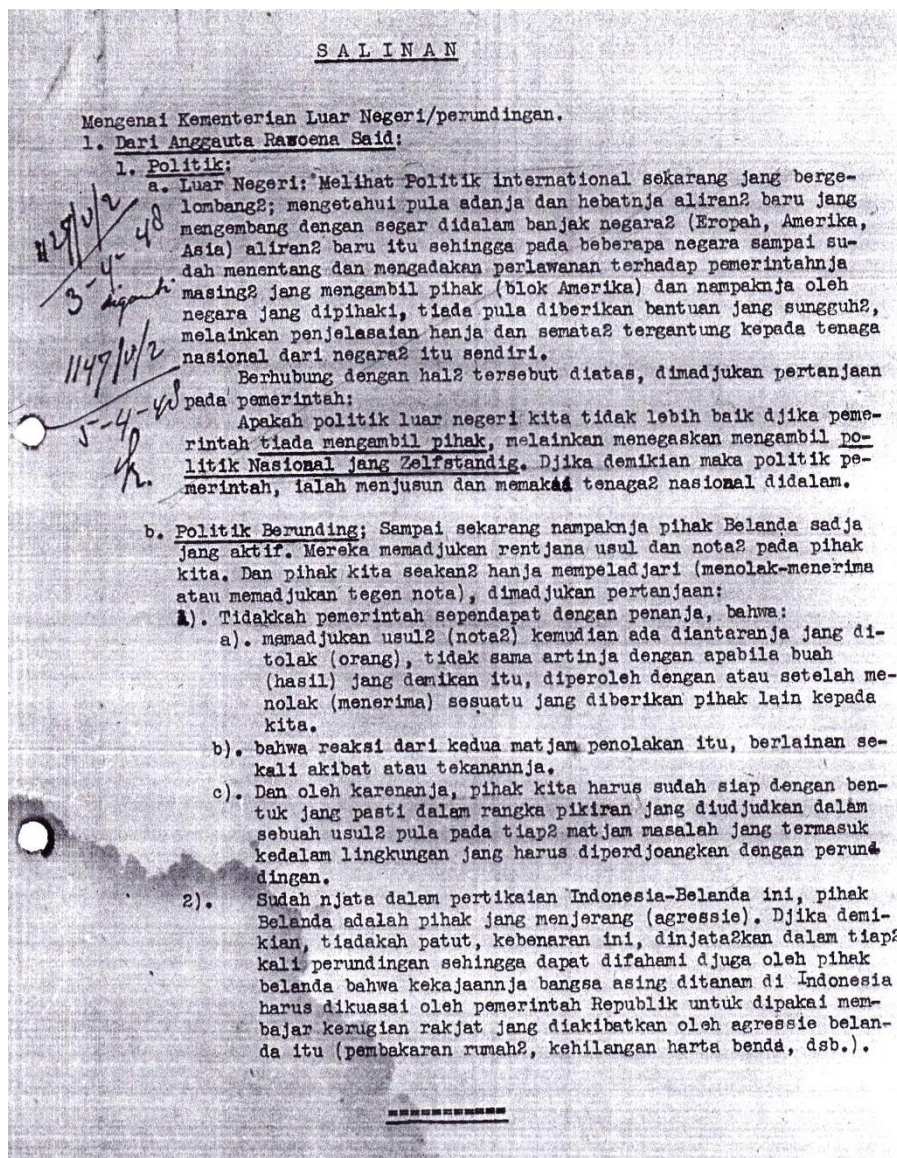 SALINAN
Mengenai Kementerian Luar Negeri/perundingan.
1. Dari Anggauta Rasoena Said:
1. Politik:
a. Luar Negeri: Melihat Politik international sekarang jang berge-
lombang2; mengetahui pula adanja dan hebatnja aliran2 baru jang
mengembang dengan segar didalam banjak negara2 (Eropah, Amerika,
Asia) aliran2 baru itu sehingga pada beberapa negara sampai su-
dah menentang dan mengadakan perlawanan terhadap pemerintahnja
masing2 jang mengambil pihak (blok Amerika) dan nampaknja oleh
negara jang dipihaki, tiada pula diberikan bantuan jang sungguh2,
melainkan penjelasaian hanja dan semata2 tergantung kepada tenaga
nasional dari negara2 itu sendiri.
Berhubung dengan hal2 tersebut diatas, dimadjukan pertanjaan
pada pemerintah:
Apakah politik luar negeri kita tidak lebih baik djika peme-
rintah tiada mengambil pihak, melainkan menegaskan mengambil po-
litik Nasional jang Zelfstandig. Djika demikian maka politik pe-
merintah, ialah menjusun dan memakai tenaga2 nasional didalam.
3-4-48
diganti
1147/V/2
5-4-48
b. Politik Berunding; Sampai sekarang nampaknja pihak Belanda sadja
jang aktif. Mereka memadjukan rentjana usul dan nota2 pada pihak
kita. Dan pihak kita seakan2 hanja mempeladjari (menolak-menerima
atau memadjukan tegen nota), dimadjukan pertanjaan:
1). Tidakkah pemerintah sependapat dengan penanja, bahwa:
a). memadjukan usul2 (nota2) kemudian ada diantaranja jang di-
tolak (orang), tidak sama artinja dengan apabila buah
(hasil) jang demikan itu, diperoleh dengan atau setelah me-
nolak (menerima) sesuatu jang diberikan pihak lain kepada
kita.
b). bahwa reaksi dari kedua matjam penolakan itu, berlainan se-
kali akibat atau tekanannja.
c). Dan oleh karenanja, pihak kita harus sudah siap dengan ben-
tuk jang pasti dalam rangka pikiran jang diudjudkan dalam
sebuah usul2 pula pada tiap2 matjam masalah jang termasuk
kedalam lingkungan jang harus diperdjoangkan dengan perun
dingan.
2). Sudah njata dalam pertikaian Indonesia-Belanda ini, pihak
Belanda adalah pihak jang menjerang (agressie). Djika demi-
kian, tiadakah patut, kebenaran ini, dinjata2kan dalam tiap2
kali perundingan sehingga dapat difahami djuga oleh pihak
belanda bahwa kekajaannja bangsa asing ditanam di Indonesia
harus dikuasai oleh pemerintah Republik untuk dipakai mem-
bajar kerugian rakjat jang diakibatkan oleh agressie belan-
da itu (pembakaran rumah2, kehilangan harta benda, dsb.).